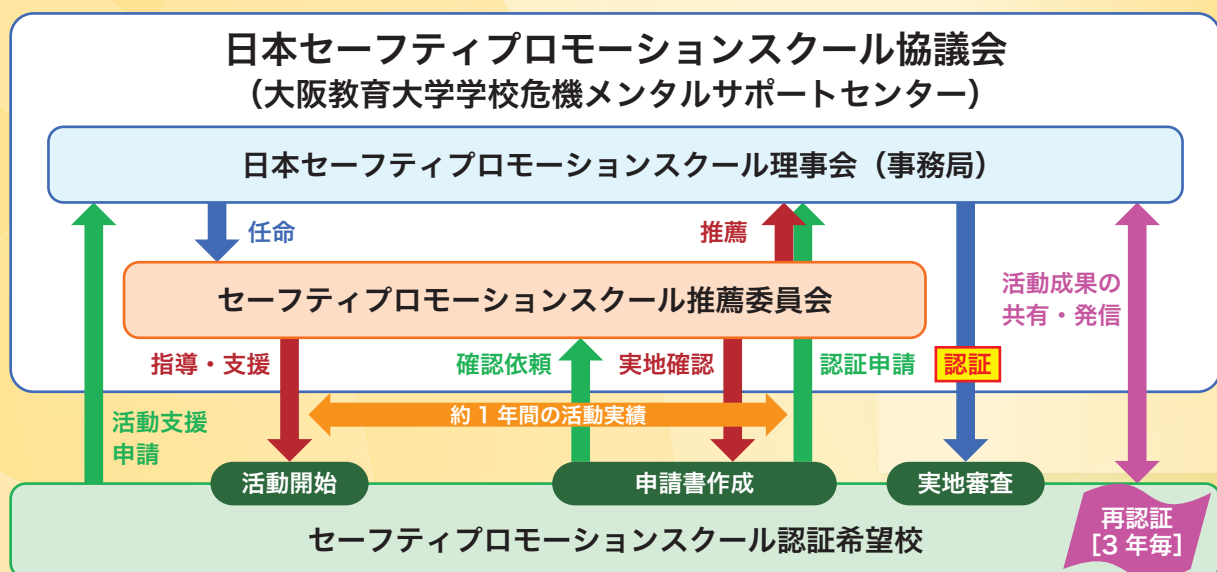 日本セーフティプロモーションスクール協議会
（大阪教育大学学校危機メンタルサポートセンター）
日本セーフティプロモーションスクール理事会（事務局）
任命
推薦
セーフティプロモーションスクール推薦委員会
活動成果の
共有・発信
指導・支援
確認依頼
実地確認
認証申請
認証
約1年間の活動実績
活動支援
申請
活動開始
申請書作成
実地審査
セーフティプロモーションスクール認証希望校
再認証
[3年毎]